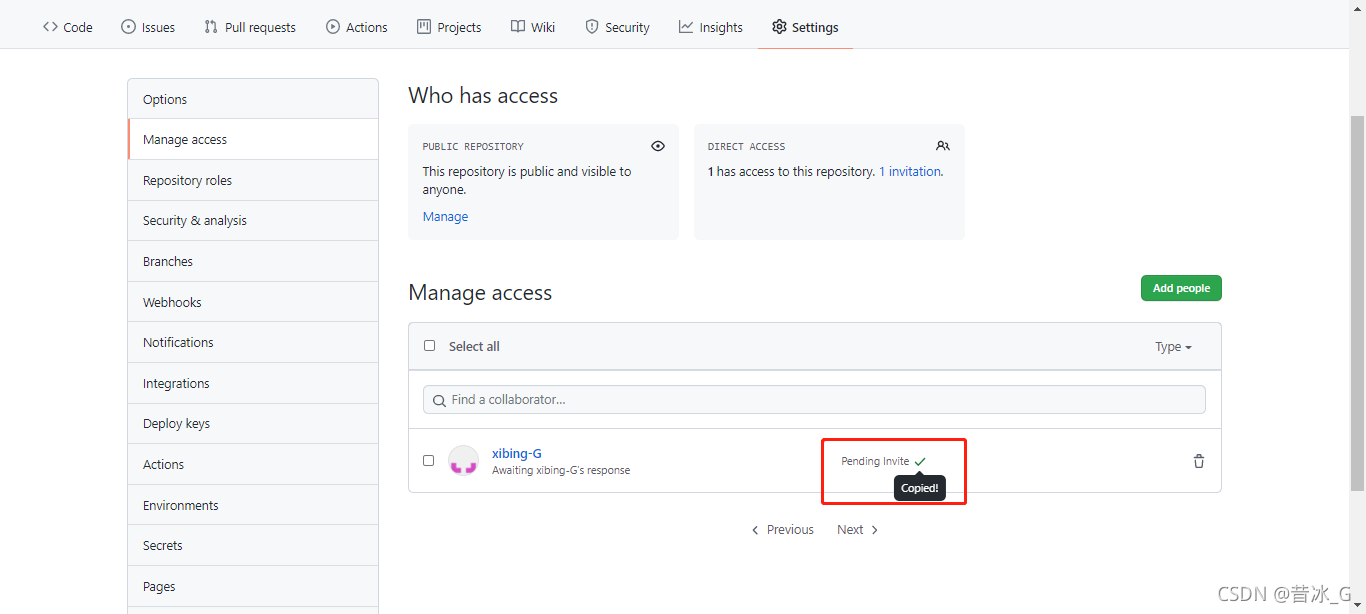 Code Issues Pull requests Actions Projects Wiki Security Insights Settings
Options
Manage access
Repository roles
Security & analysis
Branches
Webhooks
Notifications
Integrations
Deploy keys
Actions
Environments
Secrets
Pages
Who has access
PUBLIC REPOSITORY
This repository is public and visible to
anyone.
Manage
DIRECT ACCESS
1 has access to this repository. 1 invitation.
Manage access
Add people
Select all
Type
Find a collaborator...
xibing-G
Awaiting xibing-G's response
Pending Invite
Copied!
Previous Next
CSDN @昔冰_G